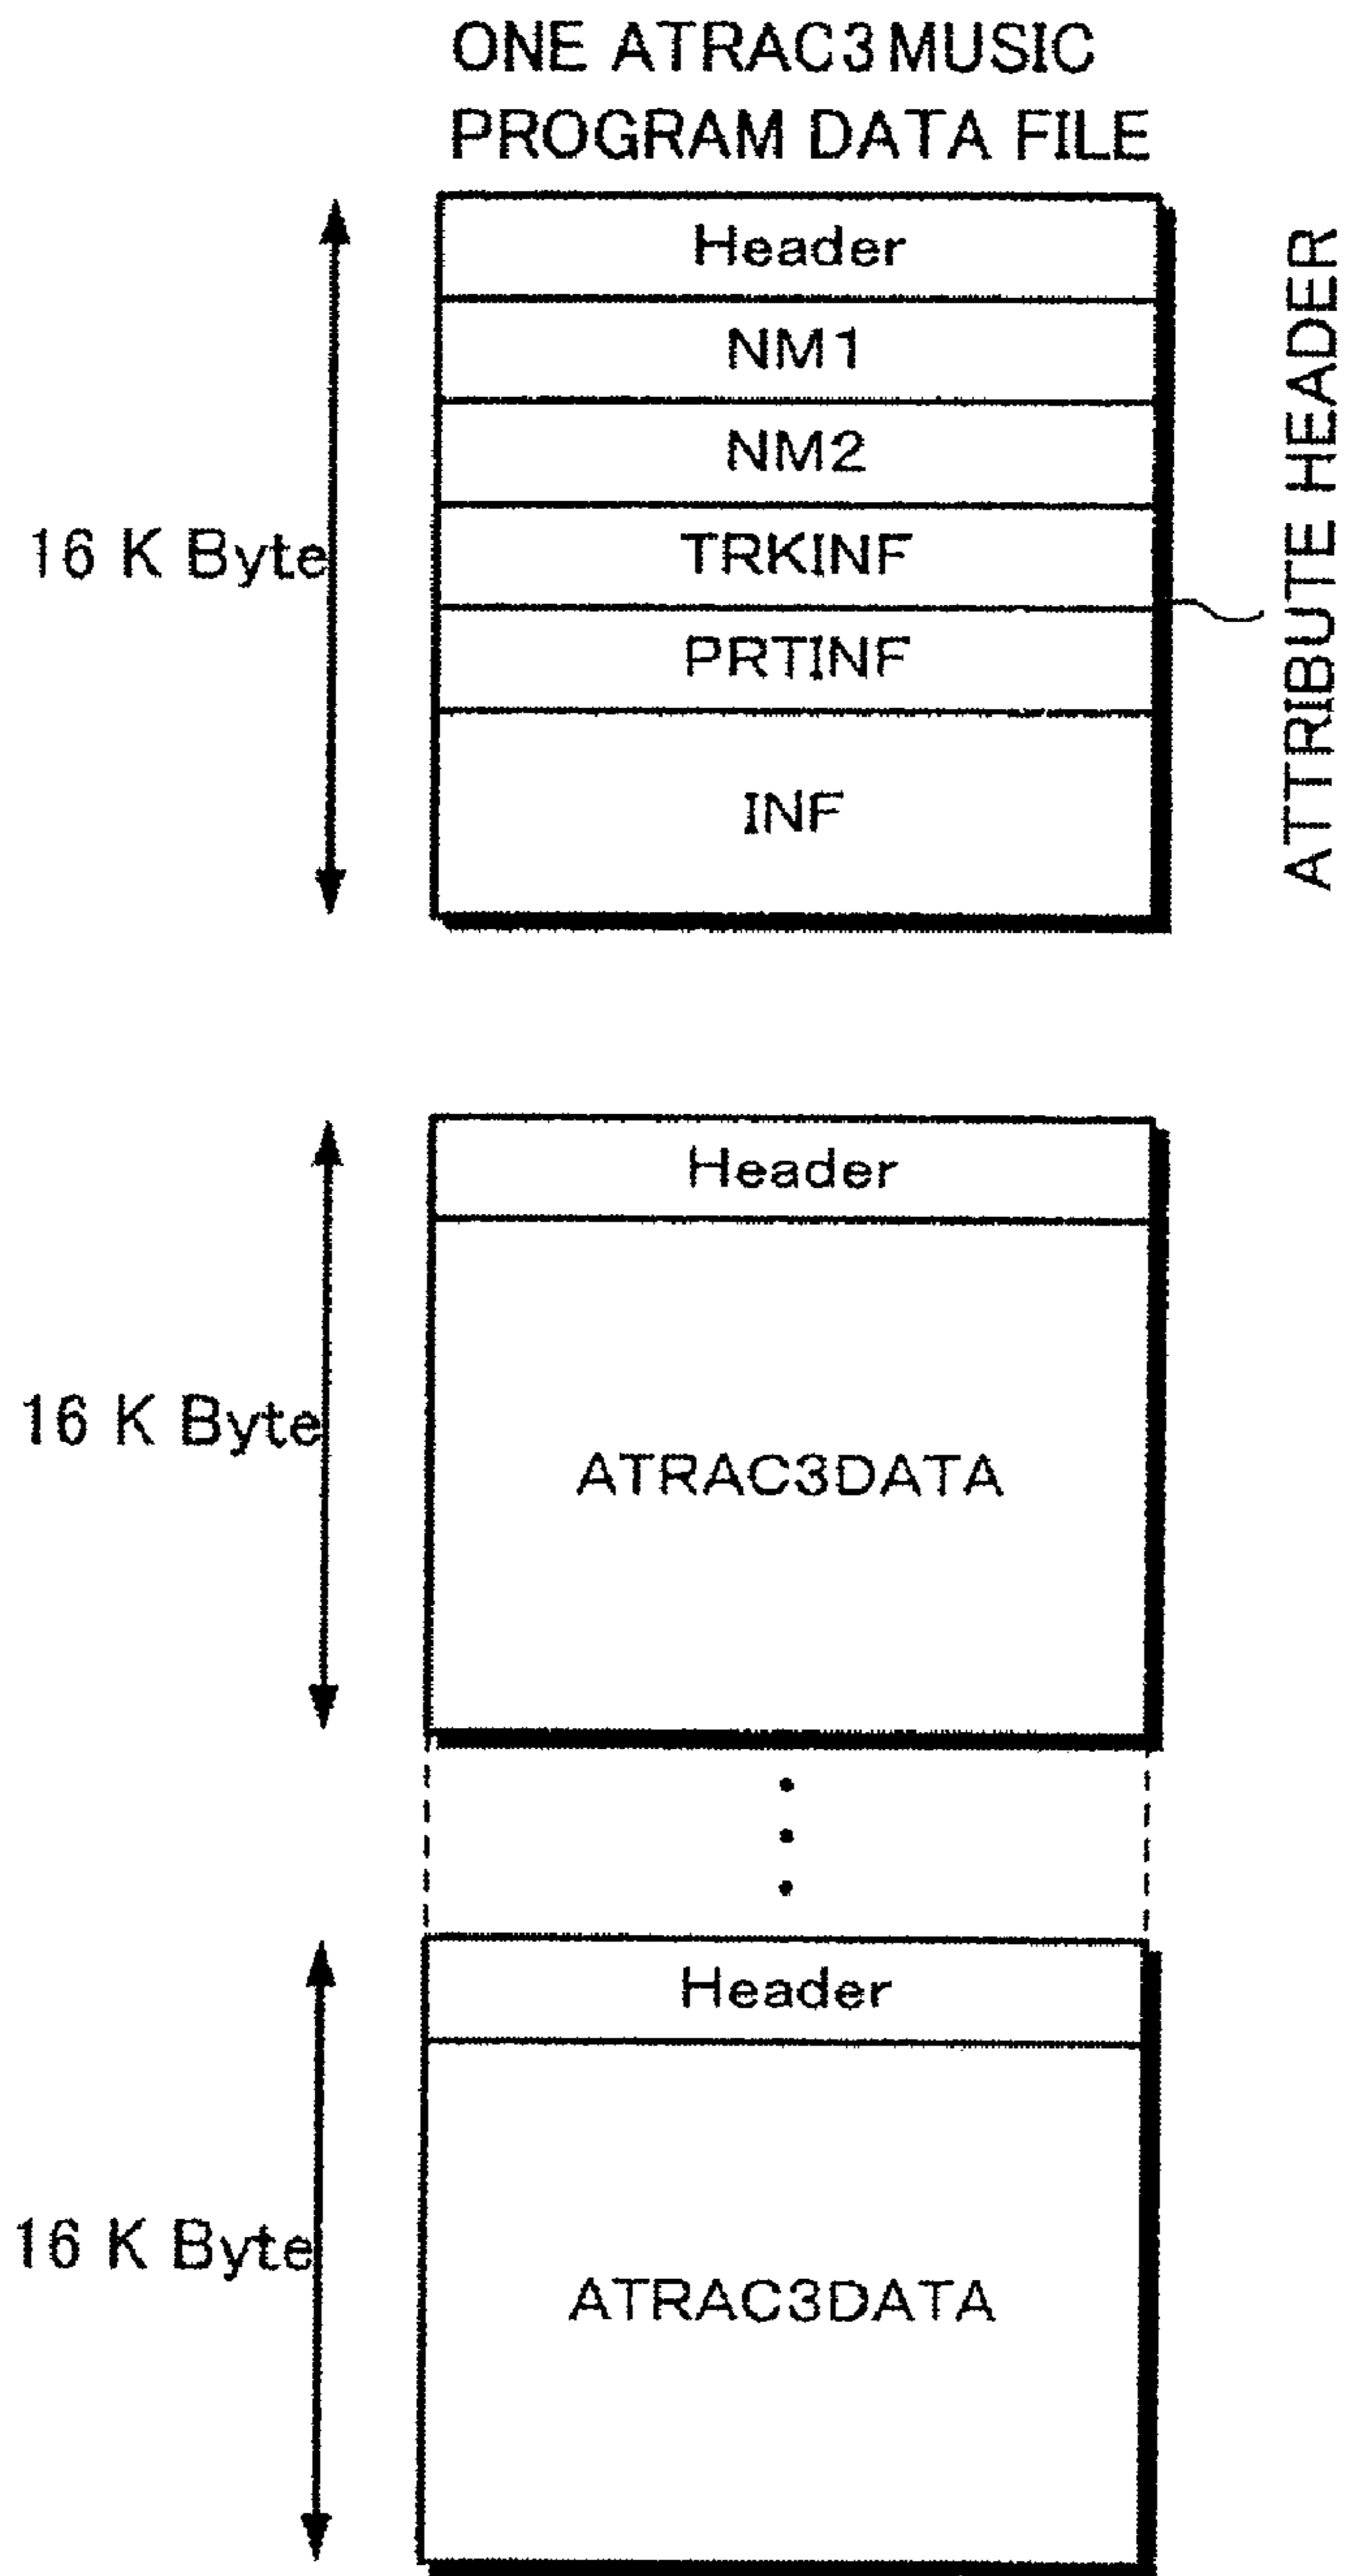 ONE ATRAC3 MUSIC
PROGRAM DATA FILE
Header
NM1
NM2
TRKINF
PRTINF
INF
16 K Byte
ATTRIBUTE HEADER
Header
ATRAC3DATA
16 K Byte
Header
ATRAC3DATA
16 K Byte